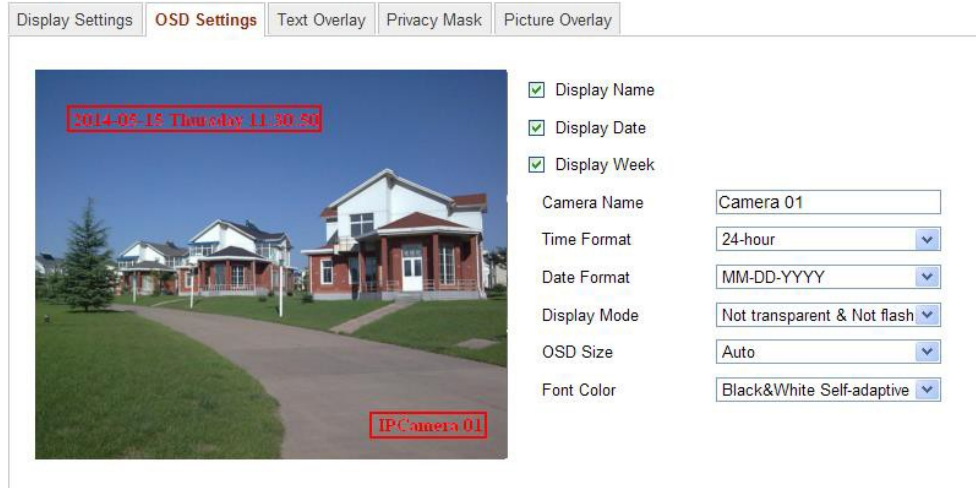 Display Settings OSD Settings Text Overlay Privacy Mask Picture Overlay
2014-05-15 Thursday 11:30:50
IPCamera 01
Display Name
Display Date
Display Week
Camera Name Camera 01
Time Format 24-hour
Date Format MM-DD-YYYY
Display Mode Not transparent & Not flash
OSD Size Auto
Font Color Black&White Self-adaptive